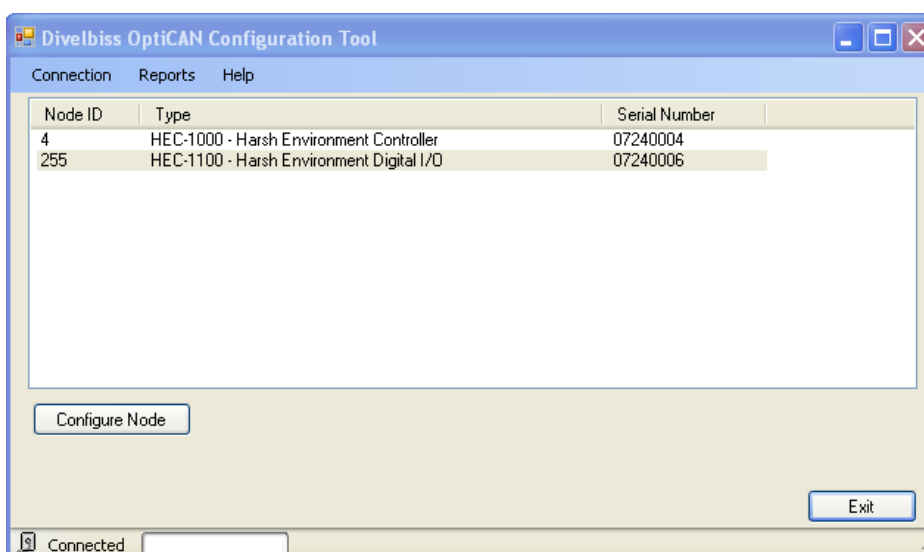 Divelbiss OptiCAN Configuration Tool
Connection Reports Help
Node ID Type Serial Number
4 HEC-1000 - Harsh Environment Controller 07240004
255 HEC-1100 - Harsh Environment Digital I/O 07240006
Configure Node
Exit
Connected